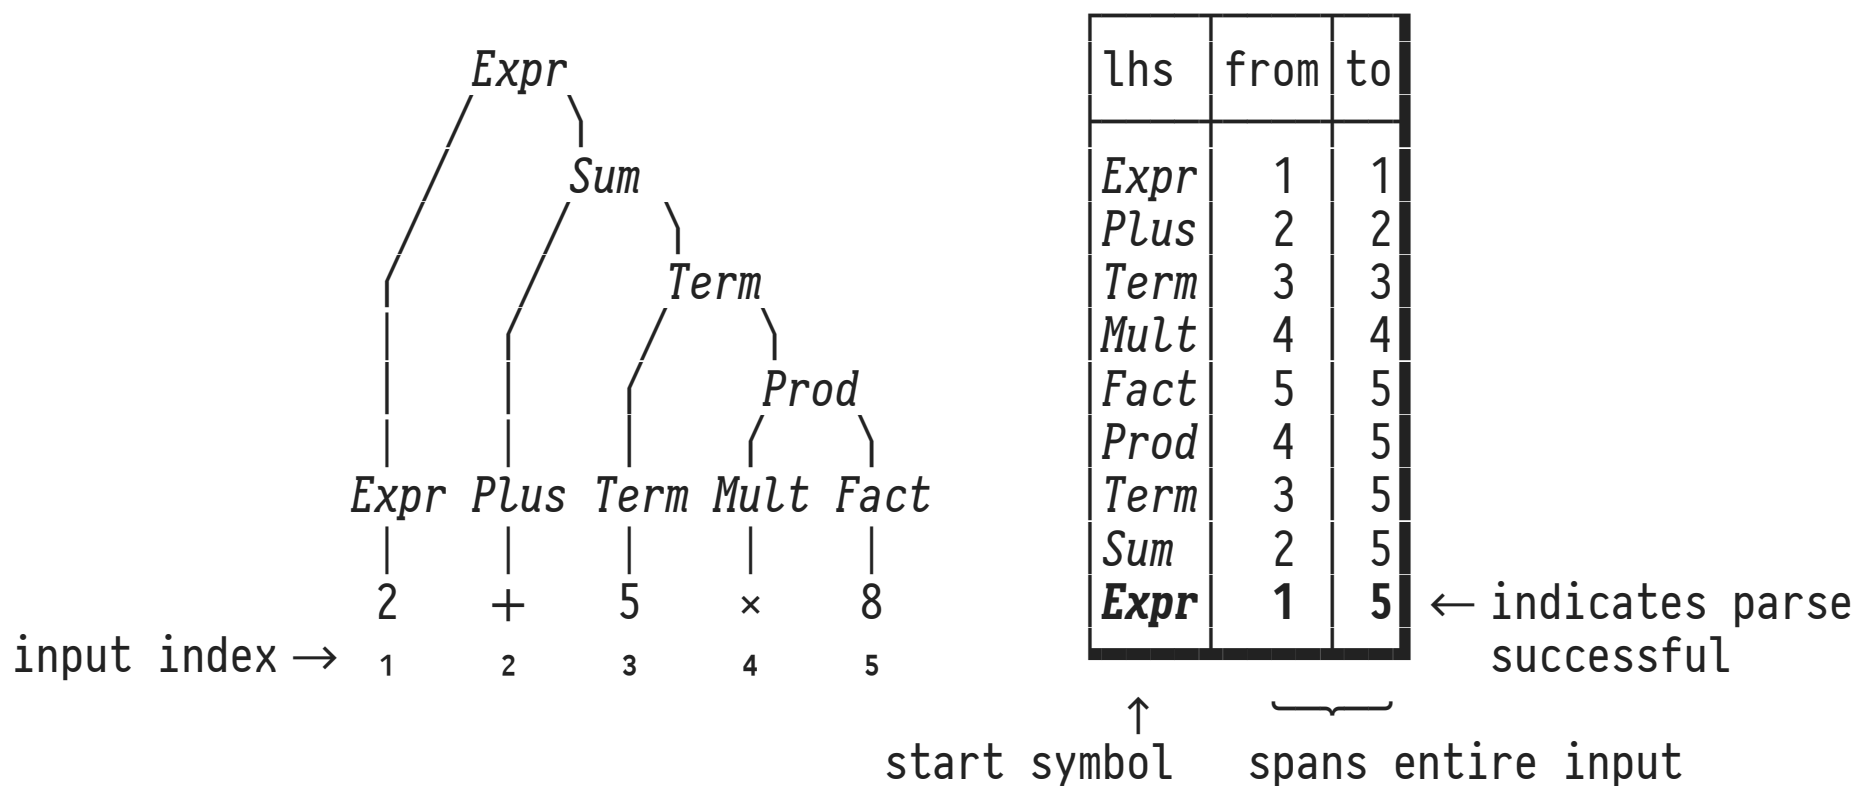 Expr
Sum
Term
Prod
Expr Plus Term Mult Fact
2 + 5 × 8
input index → 1 2 3 4 5
lhs from to
Expr 1 1
Plus 2 2
Term 3 3
Mult 4 4
Fact 5 5
Prod 4 5
Term 3 5
Sum 2 5
Expr 1 5 ← indicates parse
successful
↑
start symbol spans entire input